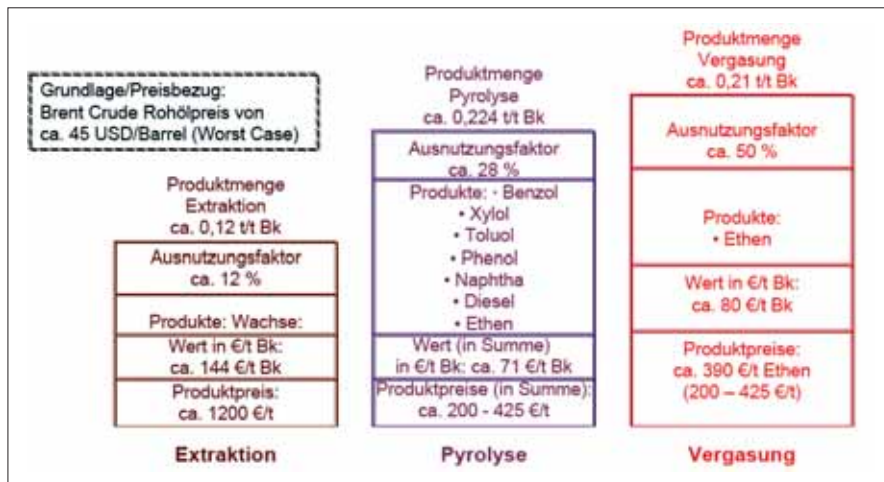 Grundlage/Preisbezug:
Brent Crude Rohölpreis von
ca. 45 USD/Barrel (Worst Case)
Produktmenge
Extraktion
ca. 0,12 t/t Bk
Ausnutzungsfaktor
ca. 12 %
Produkte: Wachse:
Wert in €/t Bk:
ca. 144 €/t Bk
Produktpreis:
ca. 1200 €/t
Extraktion
Produktmenge
Pyrolyse
ca. 0,224 t/t Bk
Ausnutzungsfaktor
ca. 28 %
Produkte: · Benzol
• Xylol
• Toluol
• Phenol
• Naphtha
• Diesel
• Ethen
Wert (in Summe)
in €/t Bk: ca. 71 €/t Bk
Produktpreise (in Summe):
ca. 200 - 425 €/t
Pyrolyse
Produktmenge
Vergasung
ca. 0,21 t/t Bk
Ausnutzungsfaktor
ca. 50 %
Produkte:
• Ethen
Wert in €/t Bk:
ca. 80 €/t Bk
Produktpreise:
ca. 390 €/t Ethen
(200 – 425 €/t)
Vergasung